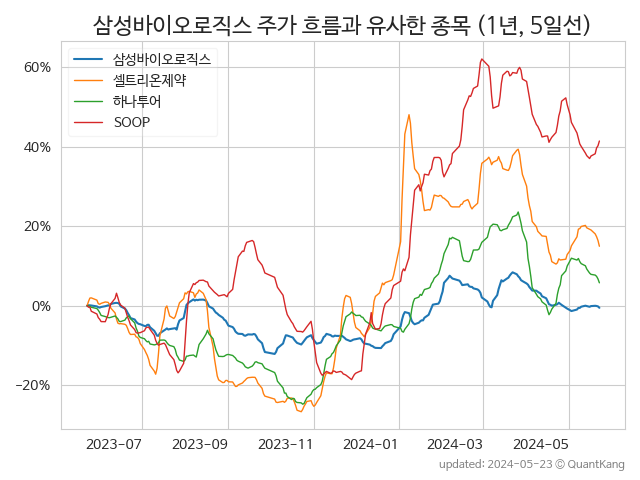 삼성바이오로직스 주가 흐름과 유사한 종목 (1년, 5일선)
삼성바이오로직스
셀트리온제약
하나투어
SOOP
60%
40%
20%
0%
−20%
2023-07
2023-09
2023-11
2024-01
2024-03
2024-05
updated: 2024-05-23 © QuantKang